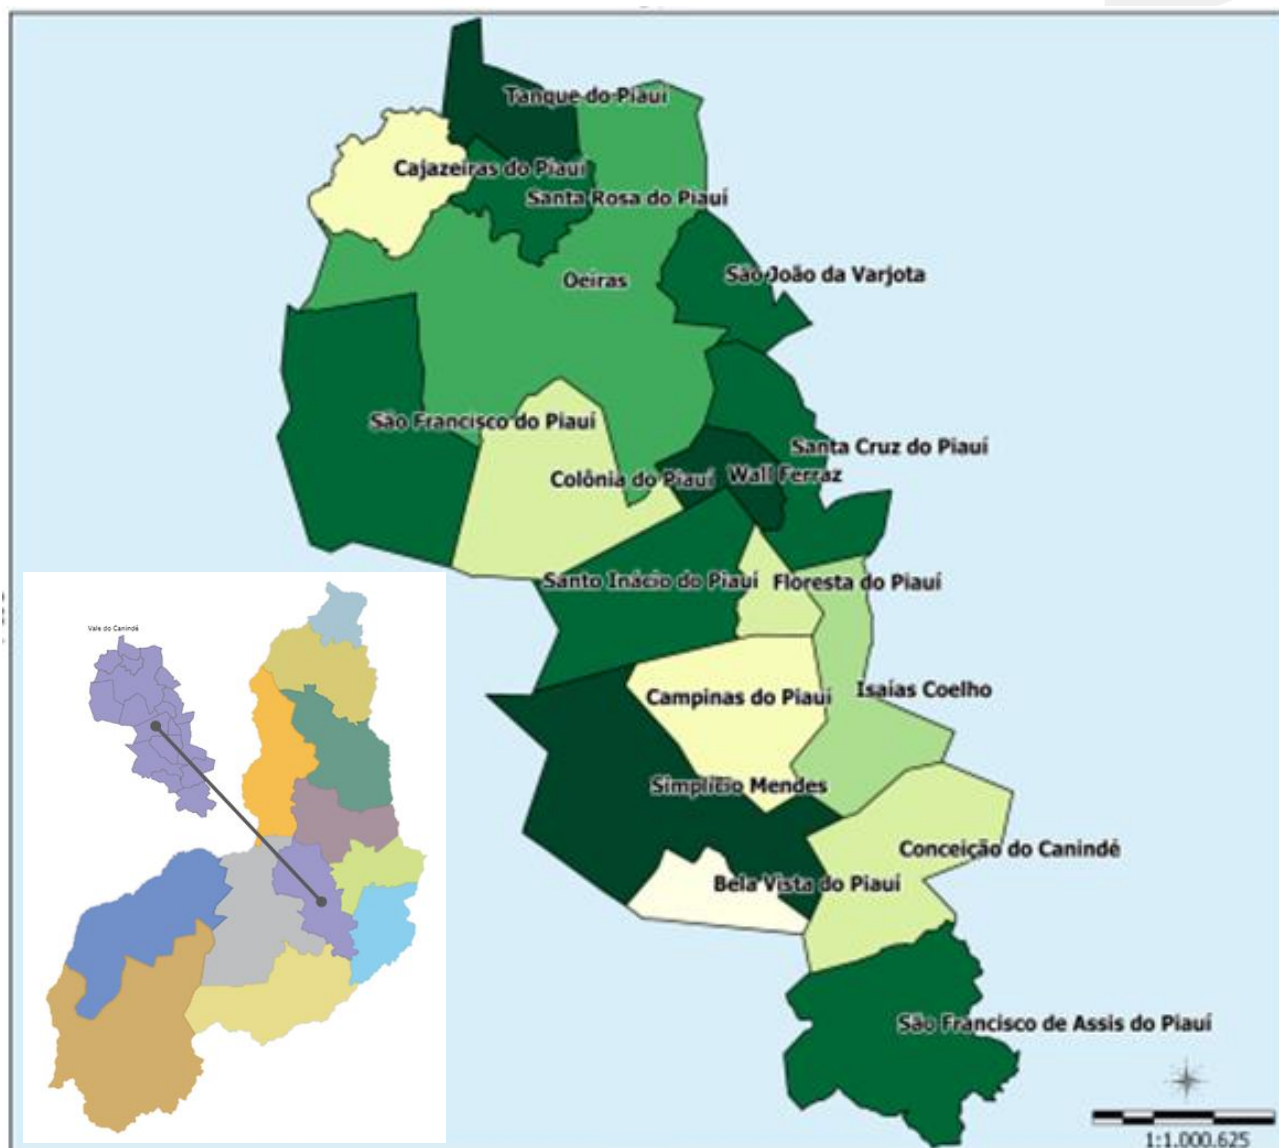 Tanque do Piauí
Cajazeiras do Piauí
Santa Rosa do Piauí
São João da Varjota
Oeiras
São Francisco do Piauí
Santa Cruz do Piauí
Colônia do Piauí
Wall Ferraz
Santo Inácio do Piauí
Floresta do Piauí
Vale do Canindé
Campinas do Piauí
Isaías Coelho
Simplício Mendes
Conceição do Canindé
Bela Vista do Piauí
São Francisco de Assis do Piauí
1:1.000.625